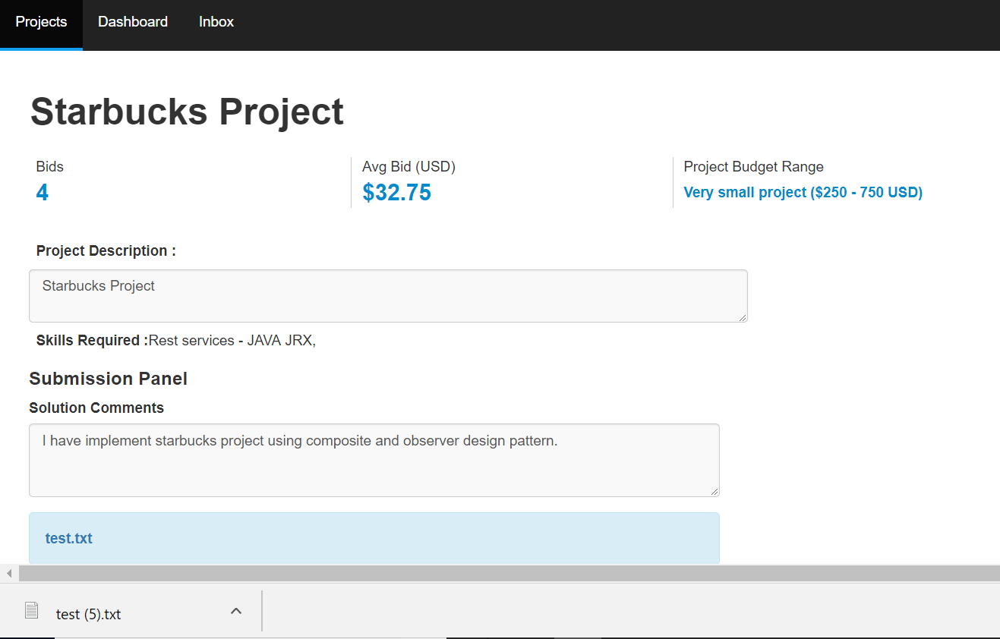 Projects Dashboard Inbox
Starbucks Project
Bids
4
Avg Bid (USD)
$32.75
Project Budget Range
Very small project ($250 - 750 USD)
Project Description :
Starbucks Project
Skills Required :Rest services - JAVA JRX,
Submission Panel
Solution Comments
I have implement starbucks project using composite and observer design pattern.
test.txt
test (5).txt